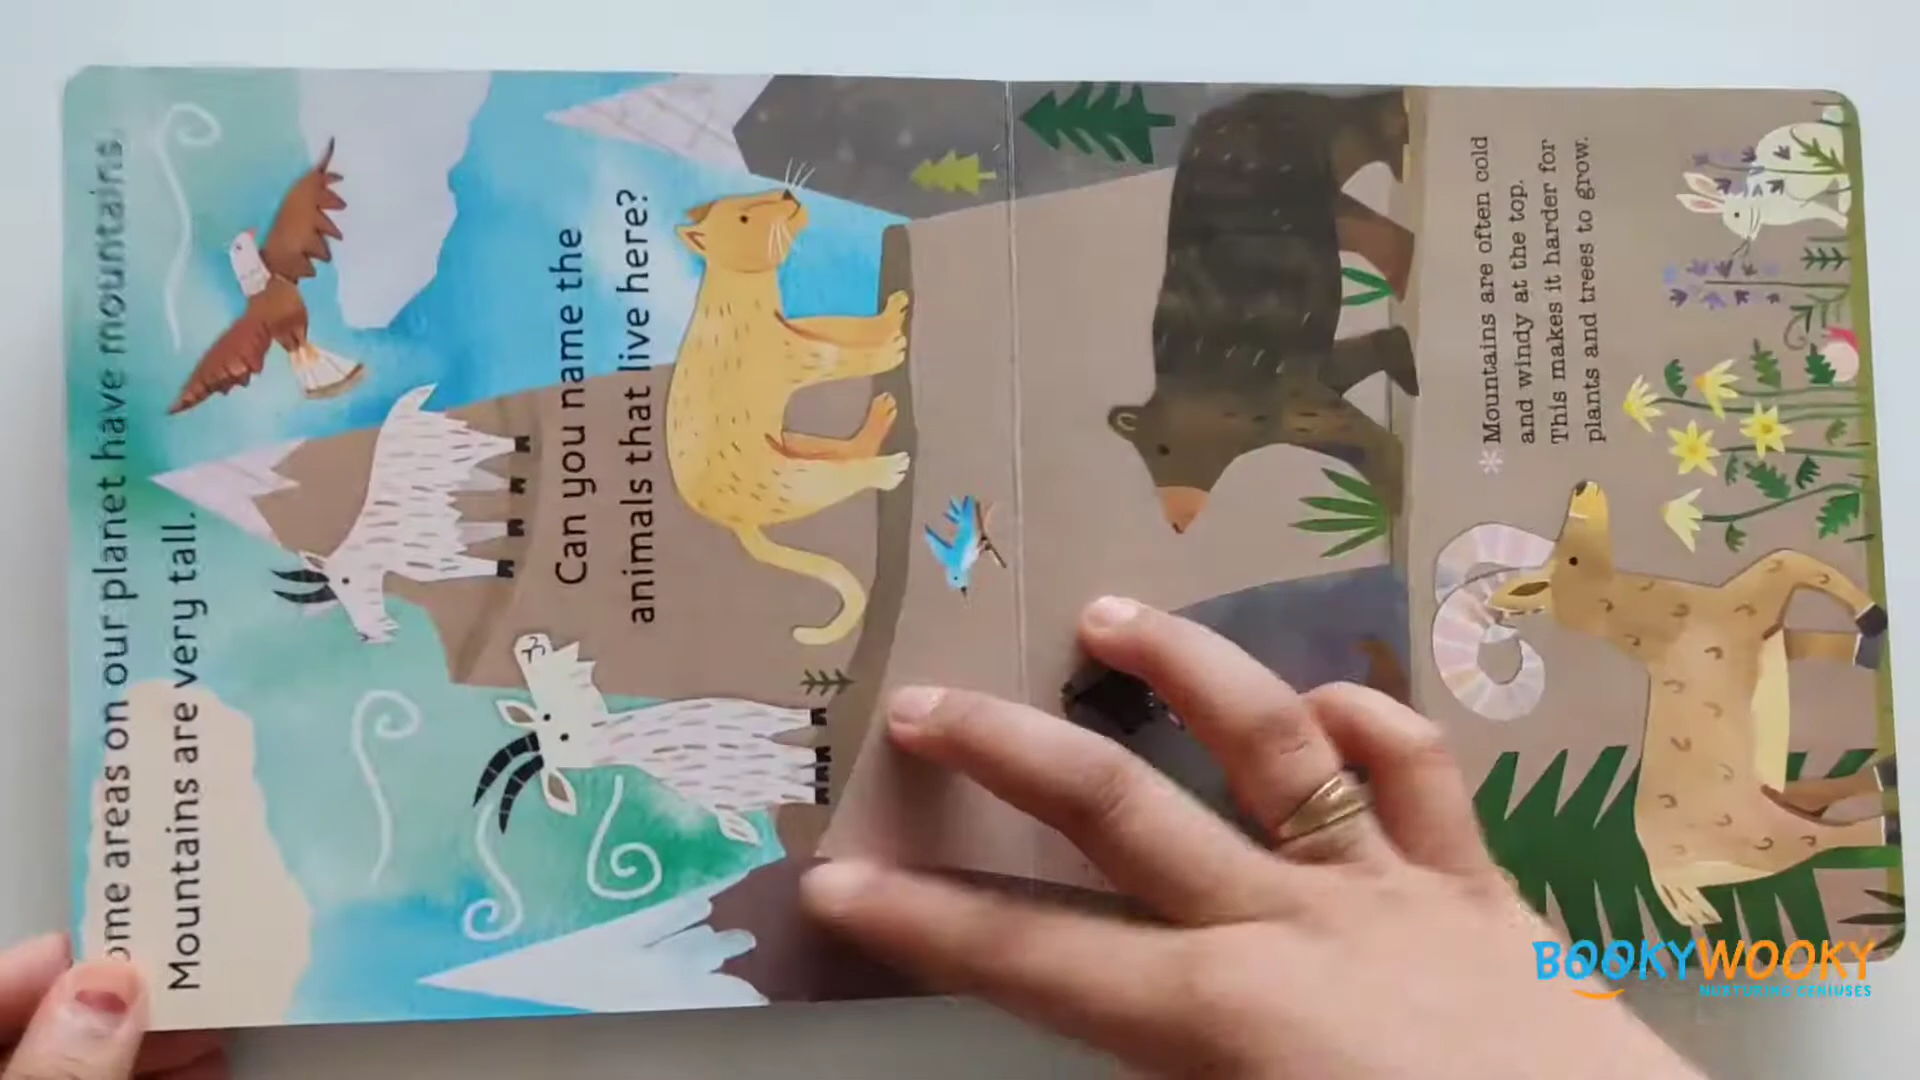 ome areas on our planet have mountains.
Mountains are very tall.
Can you name the
animals that live here?
Mountains are often cold
and windy at the top.
This makes it harder for
plants and trees to grow.
BOOKYWOOKY
NURTURING GENIUSES